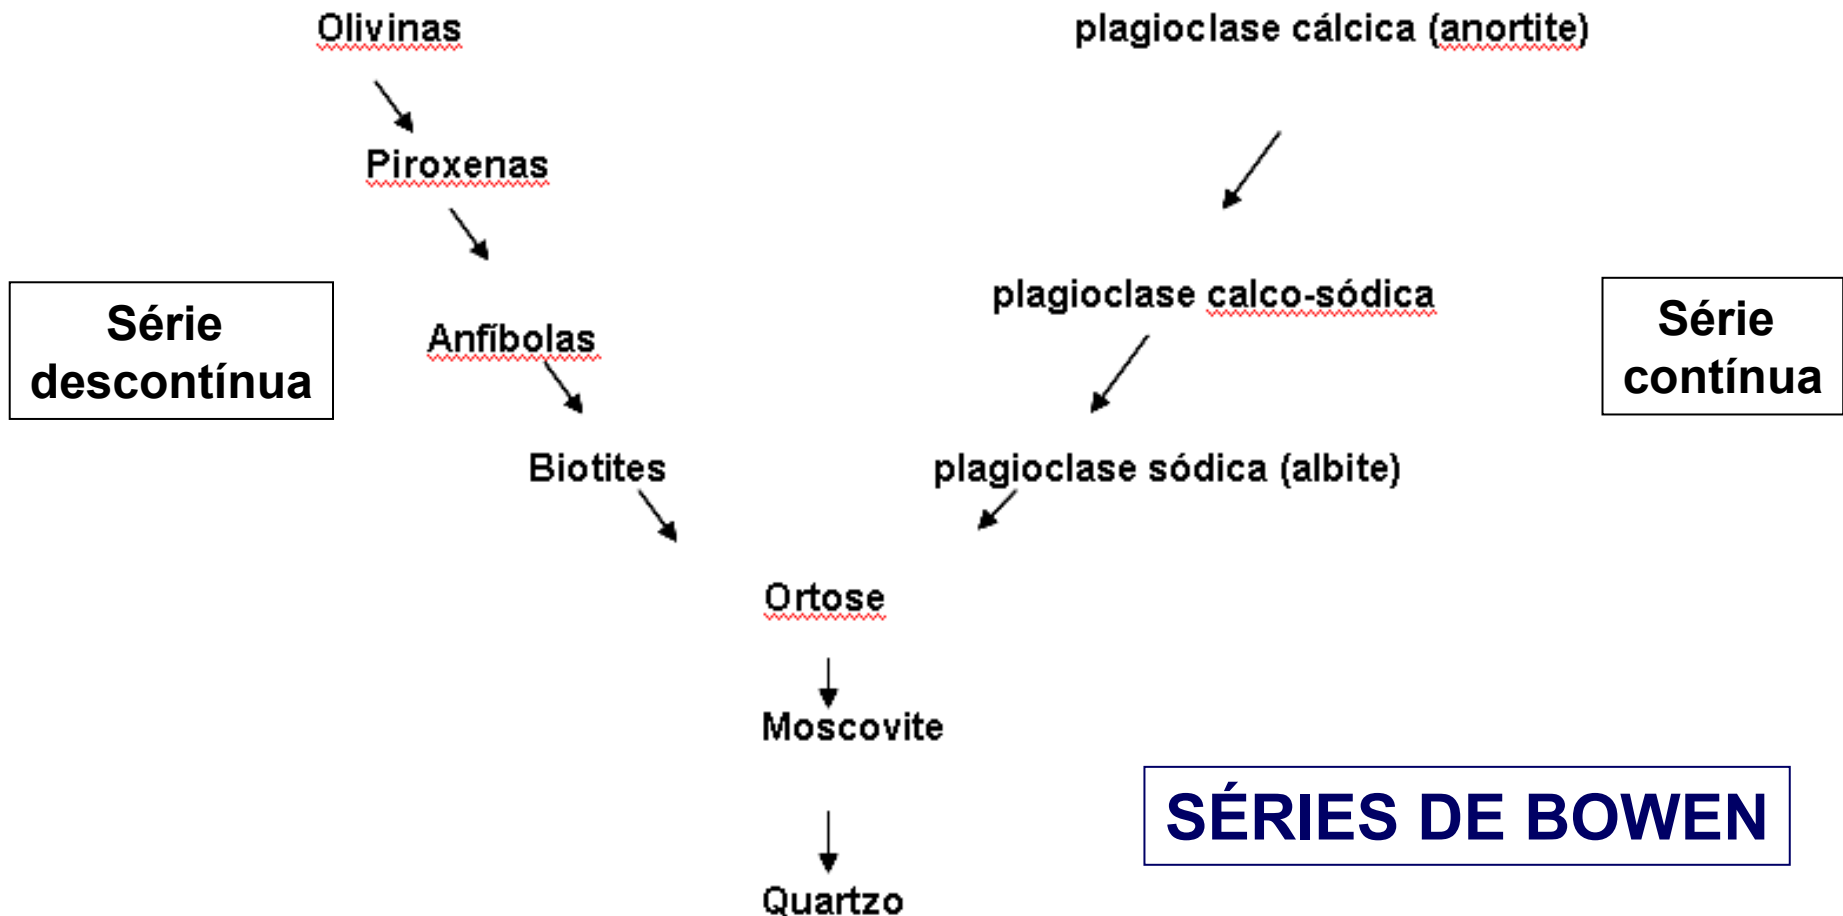 Olivinas
plagioclase cálcica (anortite)
Piroxenas
plagioclase calco-sódica
Série
descontínua
Anfíbolas
Série
contínua
Biotites
plagioclase sódica (albite)
Ortose
Moscovite
SÉRIES DE BOWEN
Quartzo